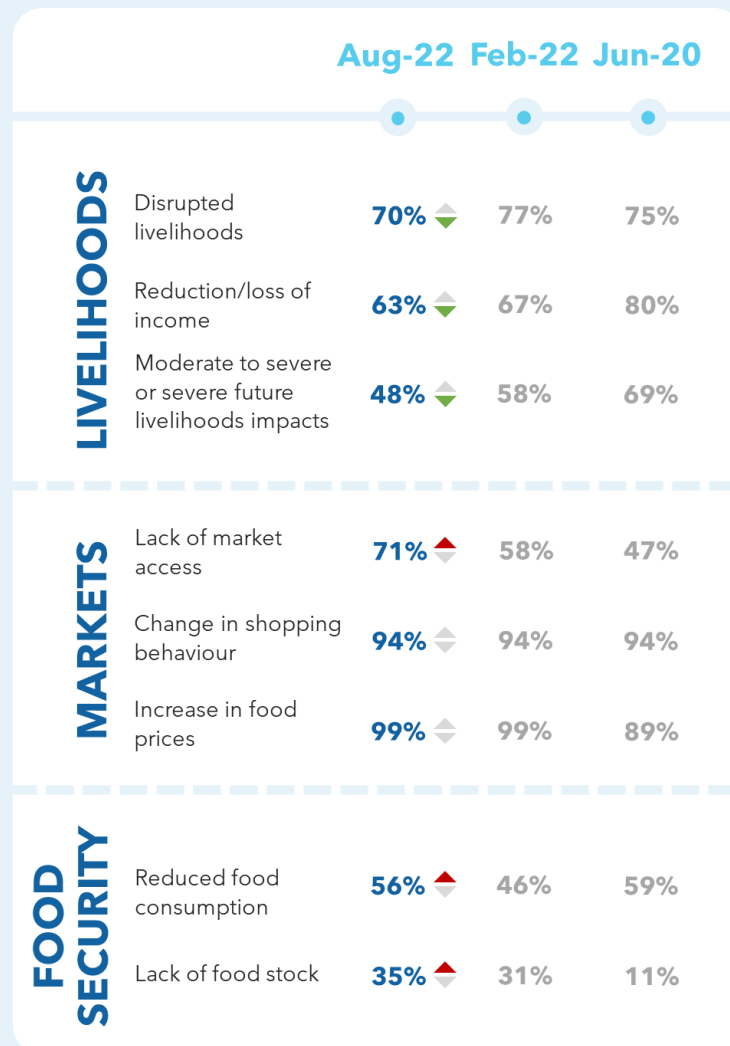 Aug-22 Feb-22 Jun-20
LIVELIHOODS
Disrupted
livelihoods
70% 77% 75%
Reduction/loss of
income
63% 67% 80%
Moderate to severe
or severe future
livelihoods impacts
48% 58% 69%
MARKETS
Lack of market
access
71% 58% 47%
Change in shopping
behaviour
94% 94% 94%
Increase in food
prices
99% 99% 89%
FOOD
SECURITY
Reduced food
consumption
56% 46% 59%
Lack of food stock
35% 31% 11%